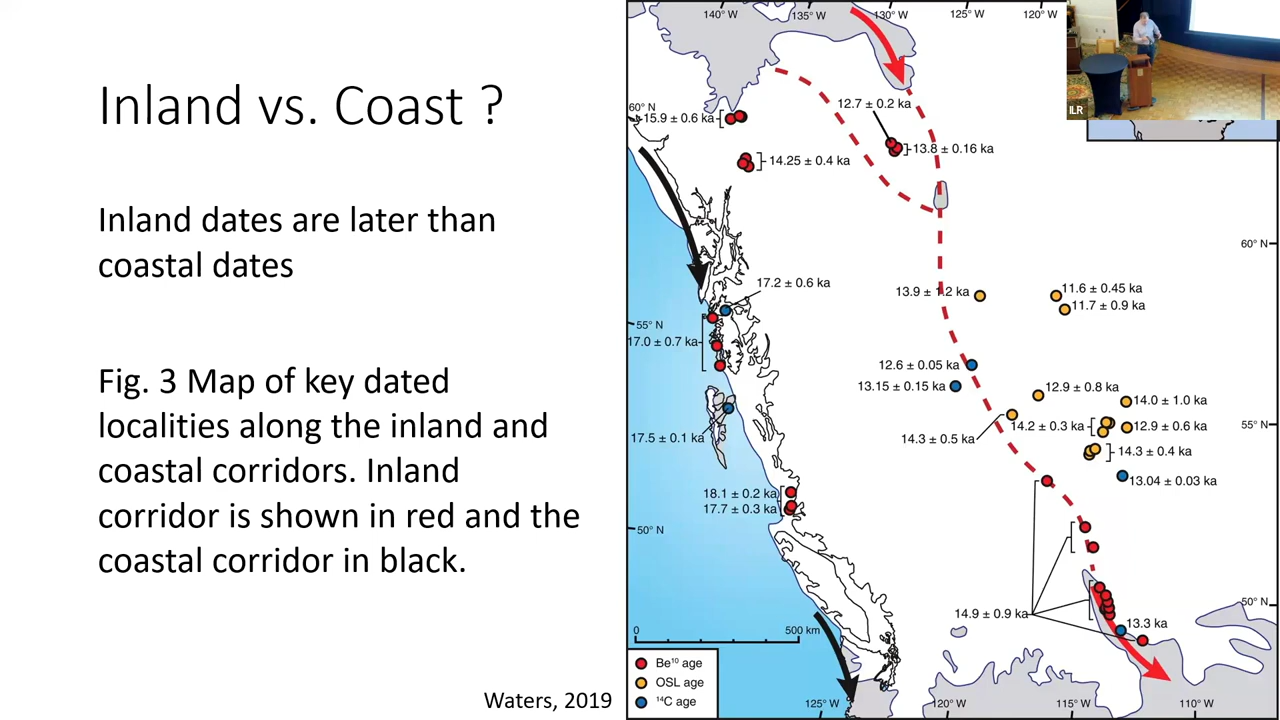 Inland vs. Coast ?
Inland dates are later than
coastal dates
Fig. 3 Map of key dated
localities along the inland and
coastal corridors. Inland
corridor is shown in red and the
coastal corridor in black.
Waters, 2019
140° W
135° W
130° W
125° W
120° W
ILR
60° N
15.9 ± 0.6 ka
12.7 ± 0.2 ka
13.8 ± 0.16 ka
14.25 ± 0.4 ka
60° N
17.2 ± 0.6 ka
13.9 ± 1.2 ka
11.6 ± 0.45 ka
11.7 ± 0.9 ka
55° N
17.0 ± 0.7 ka
12.6 ± 0.05 ka
13.15 ± 0.15 ka
12.9 ± 0.8 ka
14.0 ± 1.0 ka
14.2 ± 0.3 ka
12.9 ± 0.6 ka
55° N
17.5 ± 0.1 ka
14.3 ± 0.5 ka
14.3 ± 0.4 ka
13.04 ± 0.03 ka
18.1 ± 0.2 ka
17.7 ± 0.3 ka
50° N
50° N
14.9 ± 0.9 ka
13.3 ka
0
500 km
Be¹⁰ age
OSL age
¹⁴C age
125° W
120° W
115° W
110° W